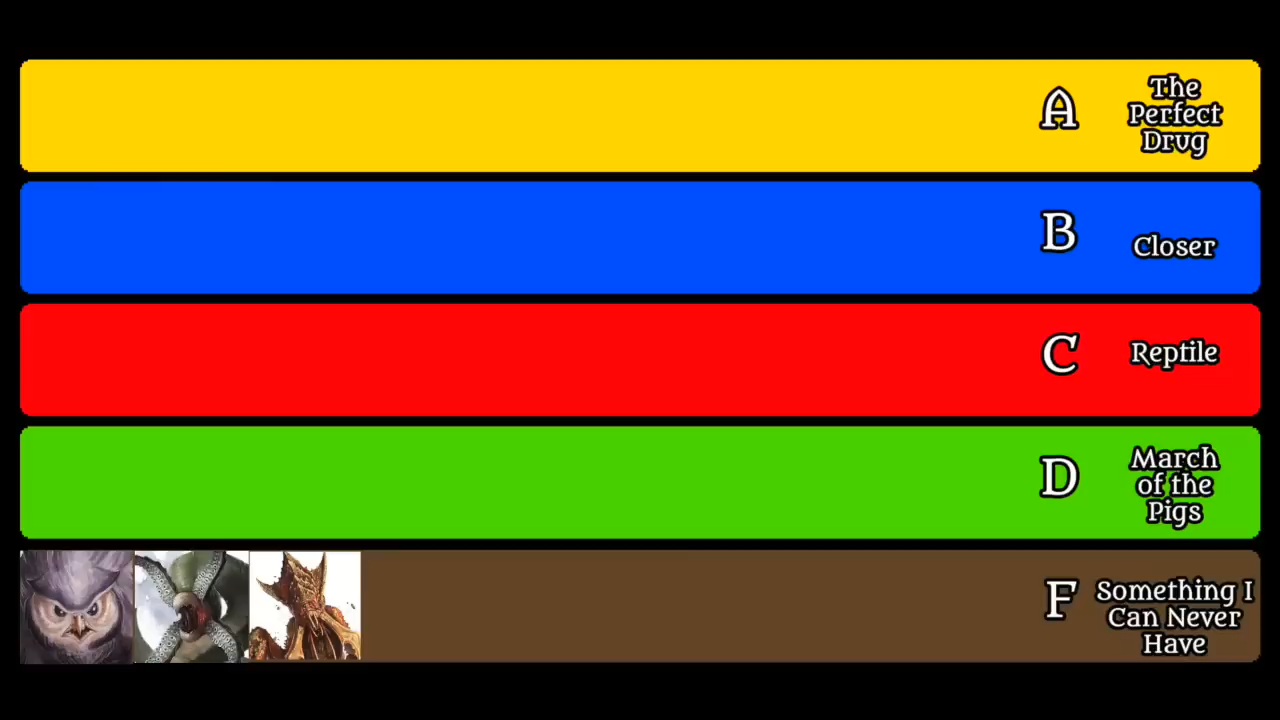 A
The
Perfect
Drug
B
Closer
C
Reptile
D
March
of the
Pigs
F
Something I
Can Never
Have